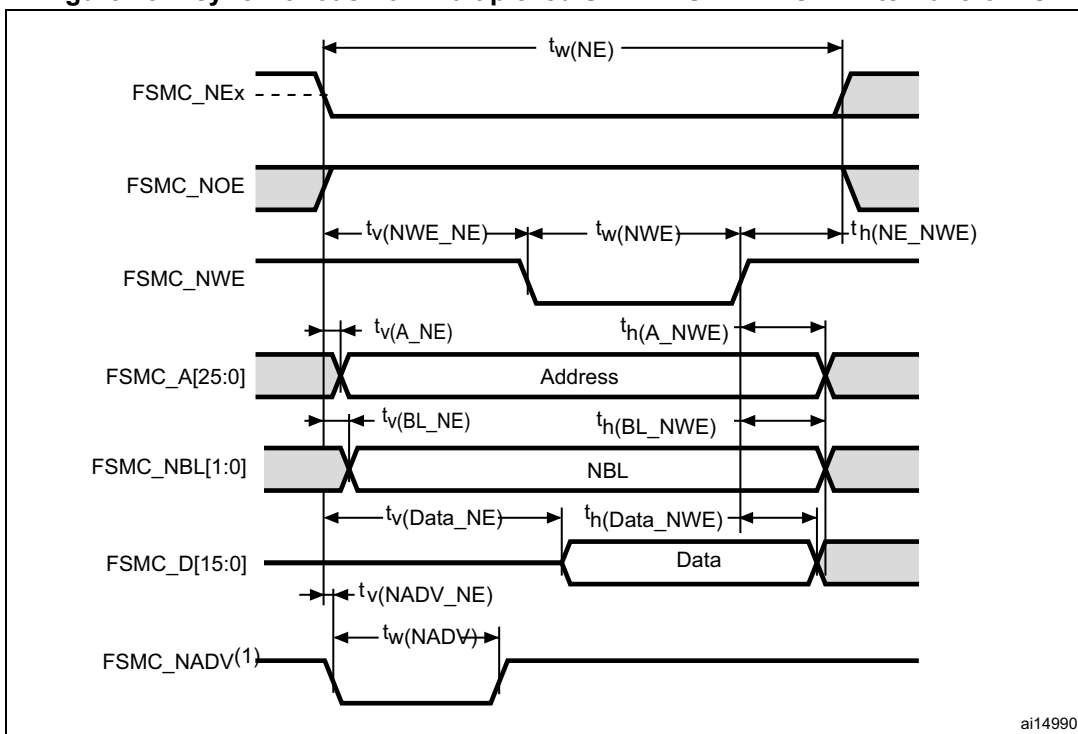 tw(NE)
FSMC_NEx
FSMC_NOE
tv(NWE_NE) tw(NWE) th(NE_NWE)
FSMC_NWE
tv(A_NE) th(A_NWE)
FSMC_A[25:0] Address
tv(BL_NE) th(BL_NWE)
FSMC_NBL[1:0] NBL
tv(Data_NE) th(Data_NWE)
FSMC_D[15:0] Data
tv(NADV_NE)
tw(NADV)
FSMC_NADV(1)
ai14990